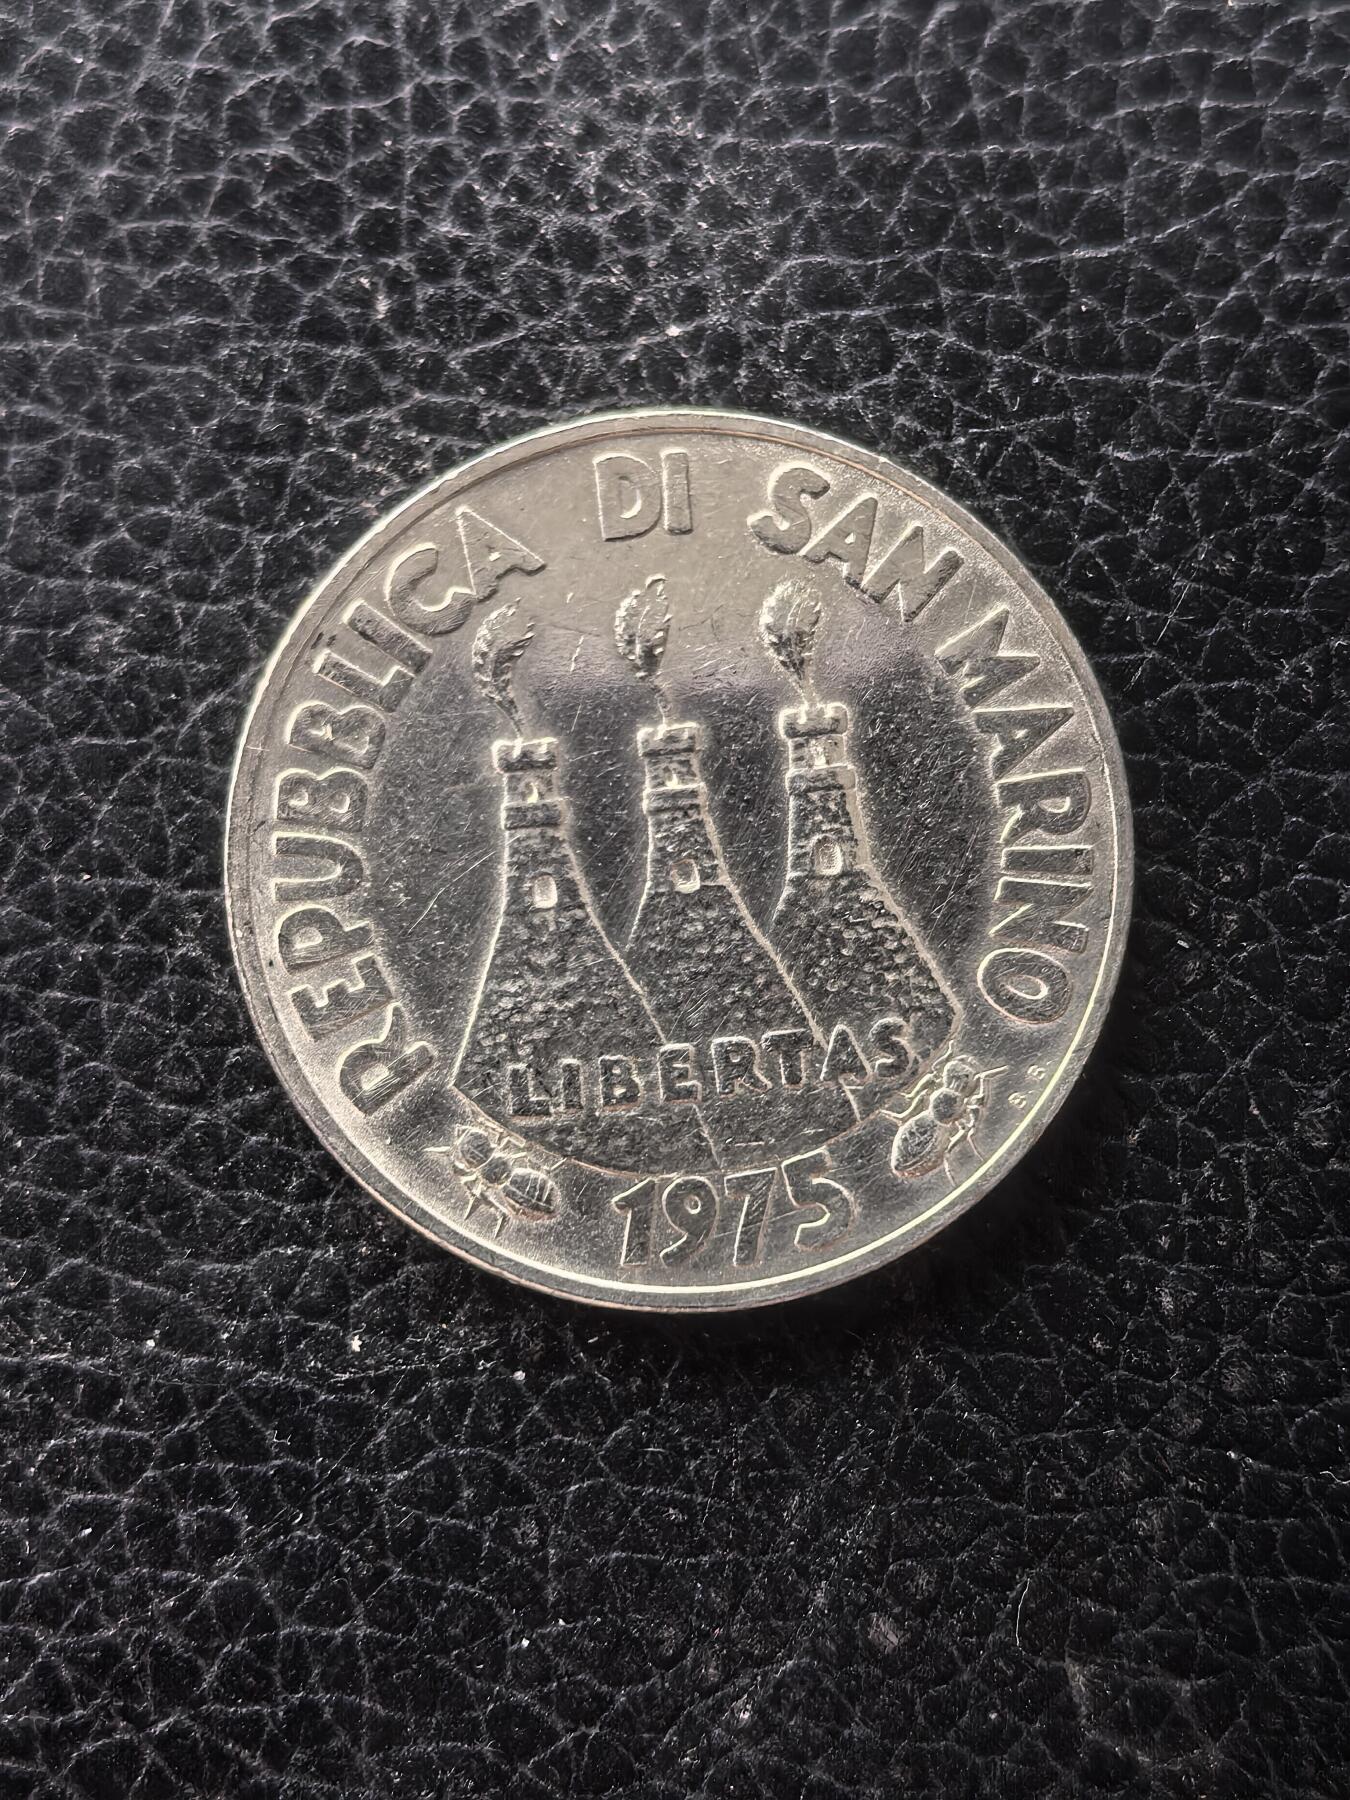 REPUBBLICA DI SAN MARINO
LIBERTAS
1975